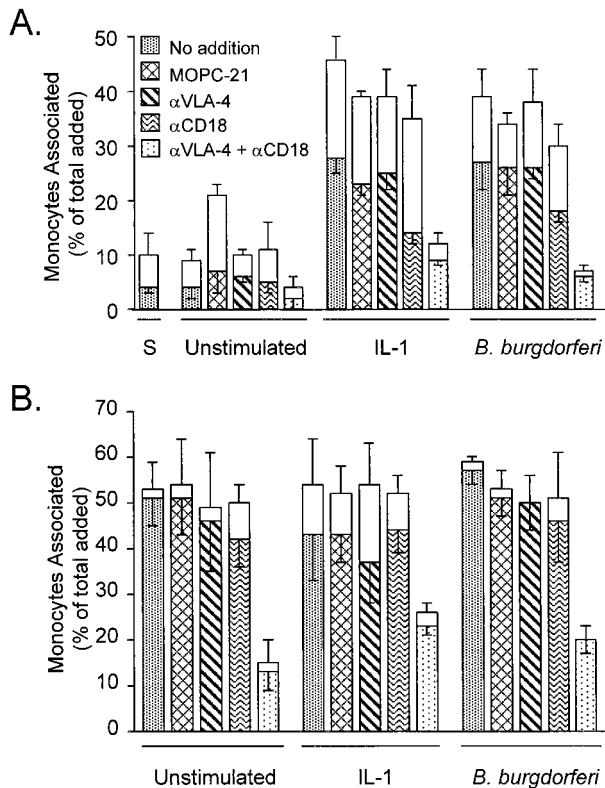 A.
Monocytes Associated
(% of total added)
50
40
30
20
10
0
No addition
MOPC-21
αVLA-4
αCD18
αVLA-4 + αCD18
S
Unstimulated
IL-1
B. burgdorferi
B.
Monocytes Associated
(% of total added)
70
60
50
40
30
20
10
0
Unstimulated
IL-1
B. burgdorferi